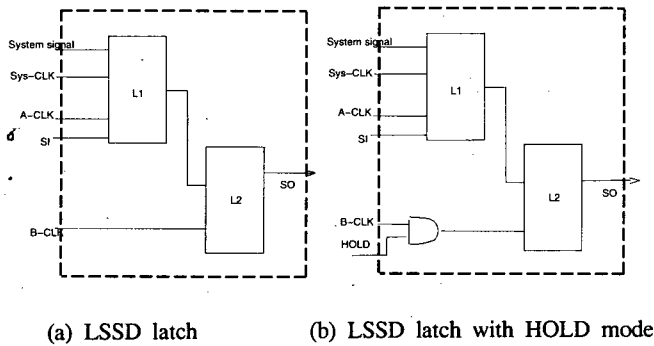 System signal
Sys-CLK
A-CLK
SI
L1
L2
SO
B-CLK
System signal
Sys-CLK
A-CLK
SI
L1
L2
SO
B-CLK
HOLD
(a) LSSD latch
(b) LSSD latch with HOLD mode